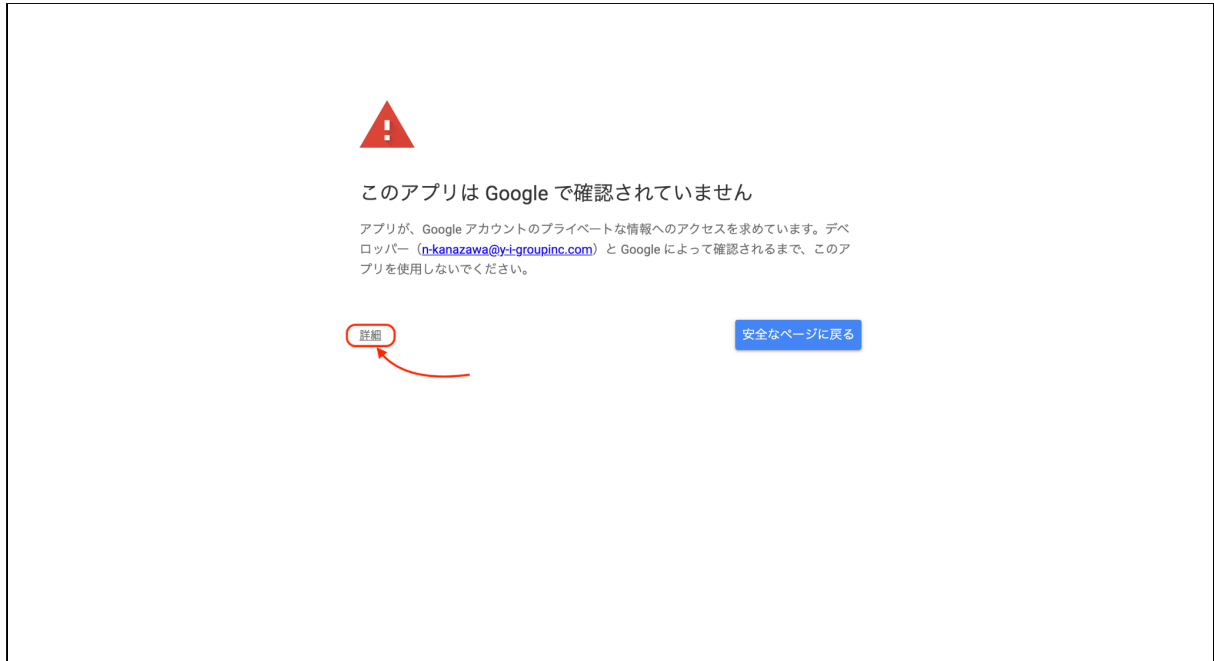 このアプリは Google で確認されていません
アプリが、Google アカウントのプライベートな情報へのアクセスを求めています。デベ
ロッパー（n-kanazawa@y-i-groupinc.com）と Google によって確認されるまで、このア
プリを使用しないでください。
詳細
安全なページに戻る